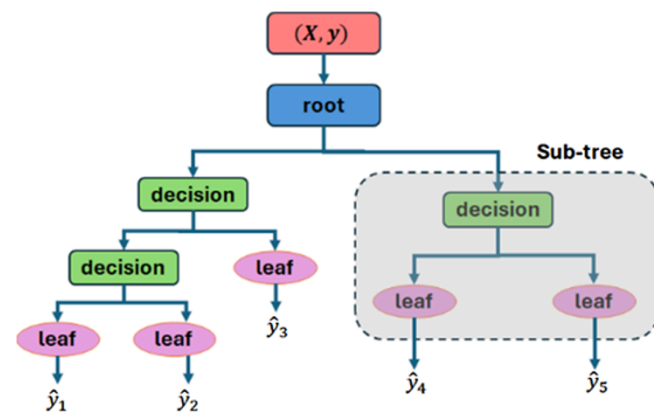 (X, y)
root
Sub-tree
decision
decision
decision
leaf
leaf
leaf
leaf
leaf
ŷ₃
ŷ₄
ŷ₅
ŷ₁
ŷ₂